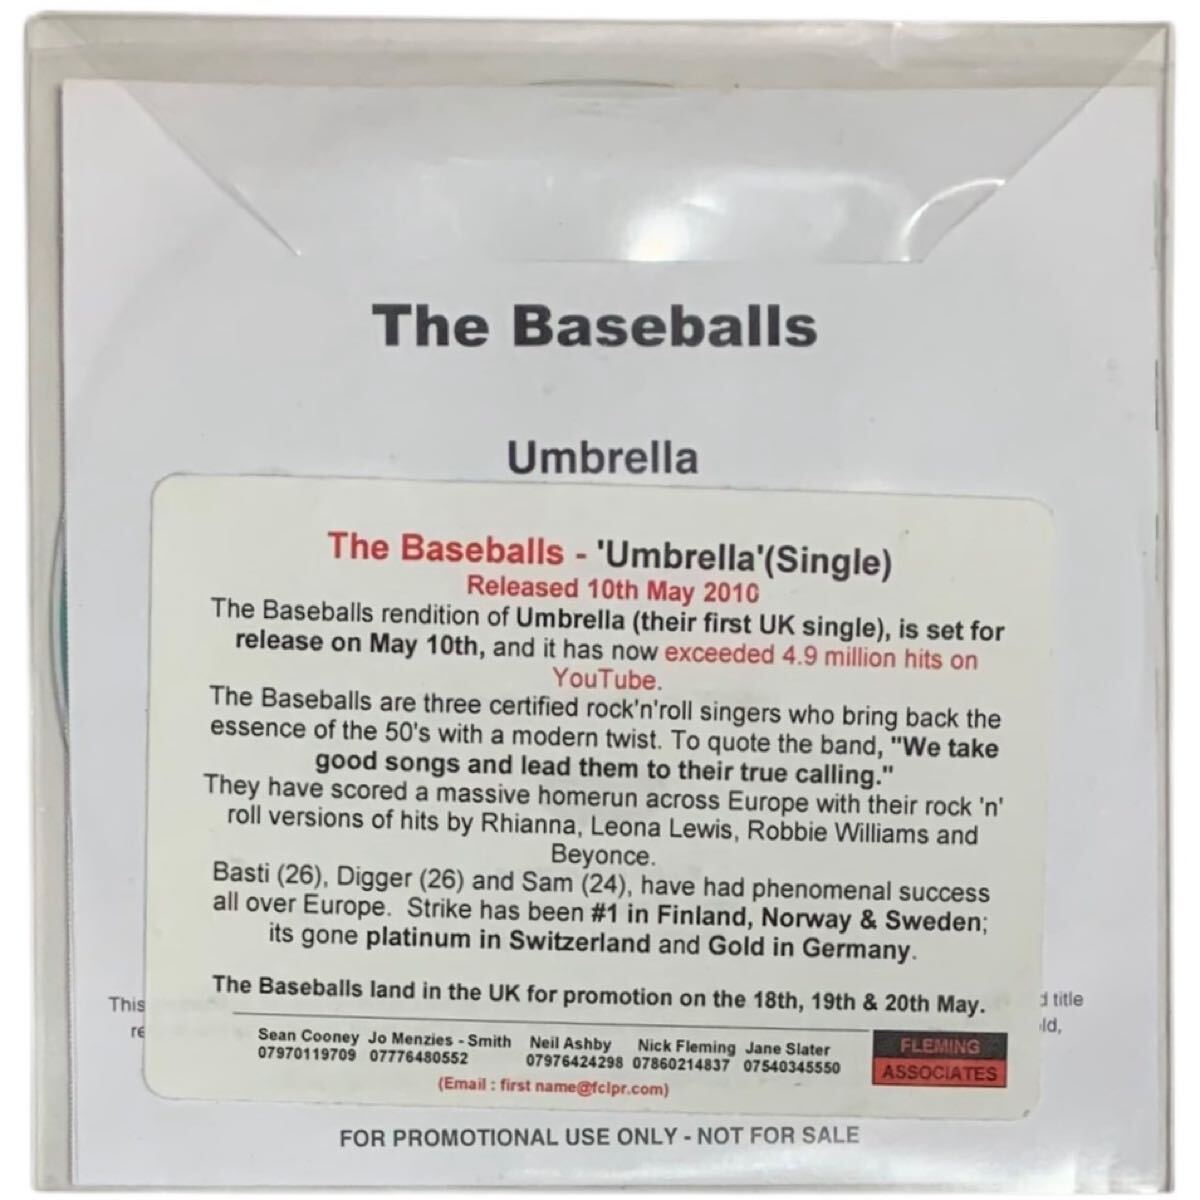 The Baseballs
Umbrella
The Baseballs - 'Umbrella'(Single)
Released 10th May 2010
The Baseballs rendition of Umbrella (their first UK single), is set for
release on May 10th, and it has now exceeded 4.9 million hits on
YouTube.
The Baseballs are three certified rock'n'roll singers who bring back the
essence of the 50's with a modern twist. To quote the band, "We take
good songs and lead them to their true calling."
They have scored a massive homerun across Europe with their rock 'n'
roll versions of hits by Rhianna, Leona Lewis, Robbie Williams and
Beyonce.
Basti (26), Digger (26) and Sam (24), have had phenomenal success
all over Europe. Strike has been #1 in Finland, Norway & Sweden;
its gone platinum in Switzerland and Gold in Germany.
The Baseballs land in the UK for promotion on the 18th, 19th & 20th May.
This title
Sean Cooney Jo Menzies - Smith Neil Ashby Nick Fleming Jane Slater
07970119709 07776480552 07976424298 07860214837 07540345550
(Email : first name@fclpr.com)
FLEMING
ASSOCIATES
FOR PROMOTIONAL USE ONLY - NOT FOR SALE